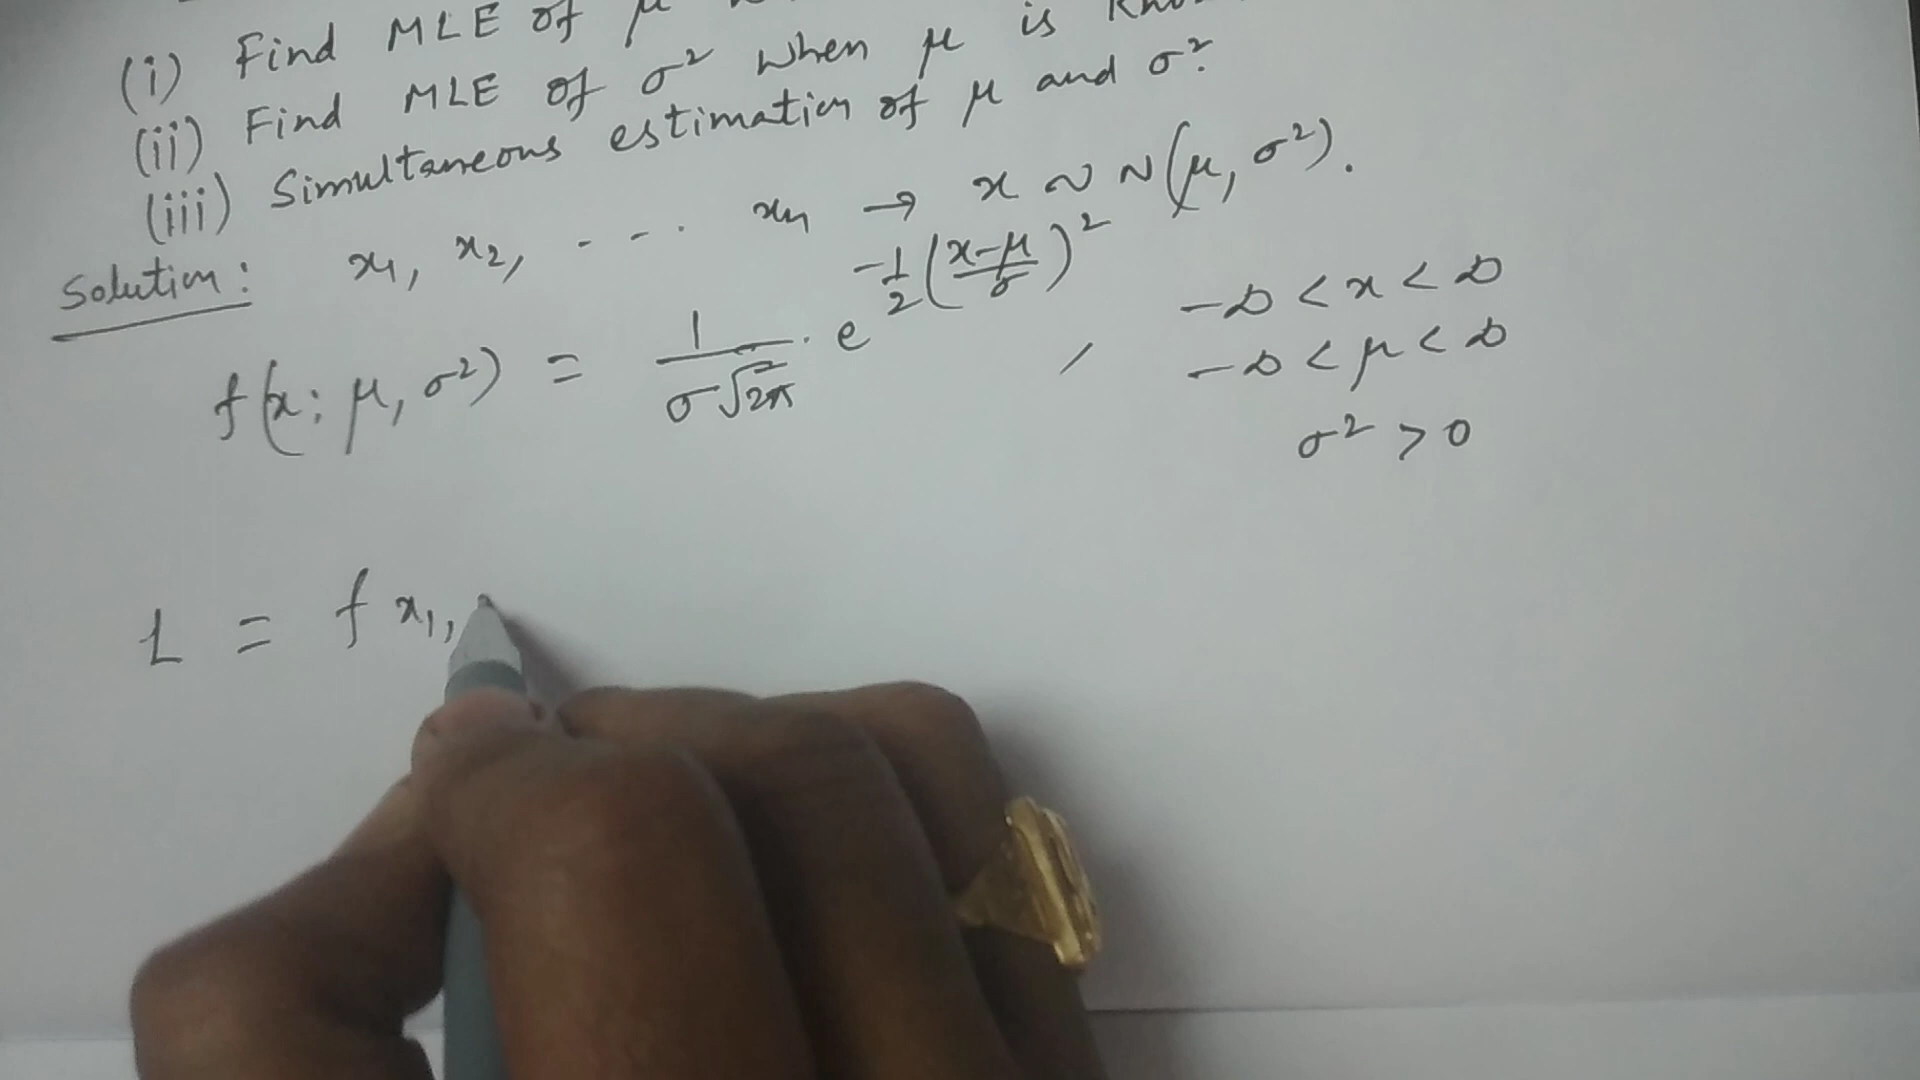 (i) Find MLE of μ
(ii) Find MLE of σ² when μ is
(iii) Simultaneous estimation of μ and σ².
Solution: x₁, x₂, - - - . xₙ → x ~ N(μ, σ²).
f(x; μ, σ²) = 1/(σ√2π) . e^(-1/2 ((x-μ)/σ)²) , -∞ < x < ∞
-∞ < μ < ∞
σ² > 0
L = f x₁,